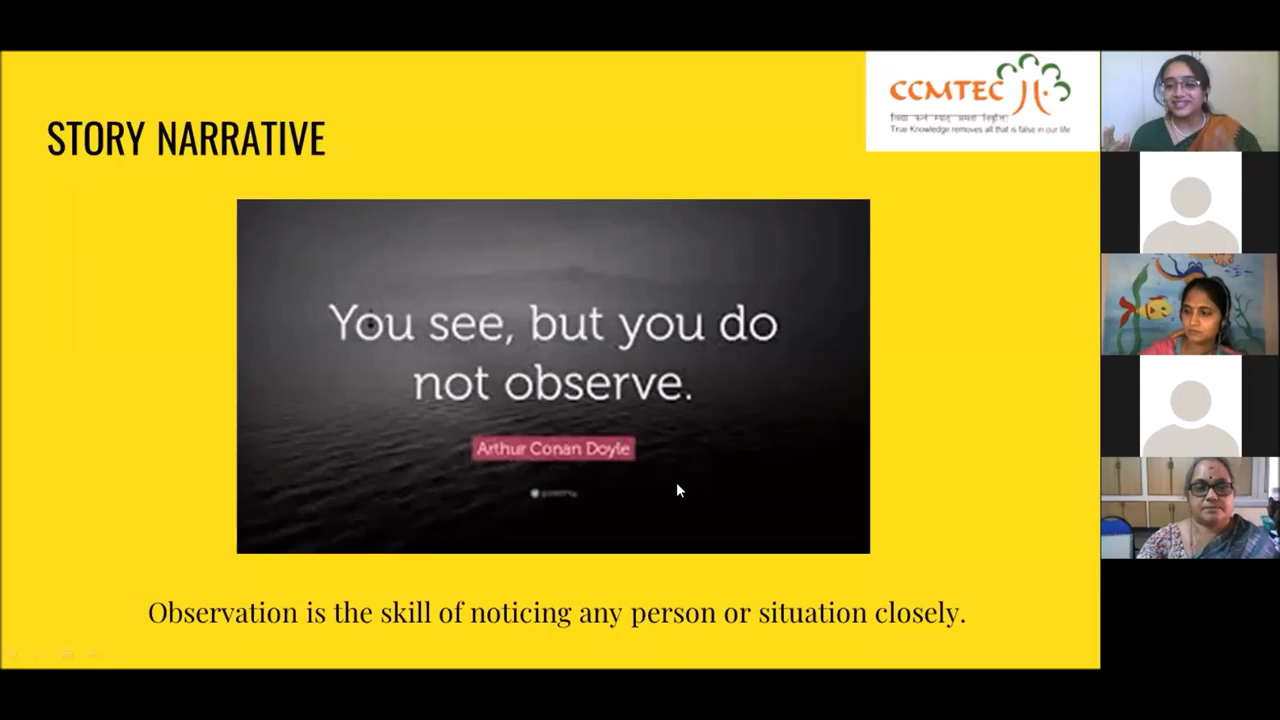 STORY NARRATIVE
CCMTEC
True Knowledge removes all that is false in our life
You see, but you do
not observe.
Arthur Conan Doyle
Observation is the skill of noticing any person or situation closely.